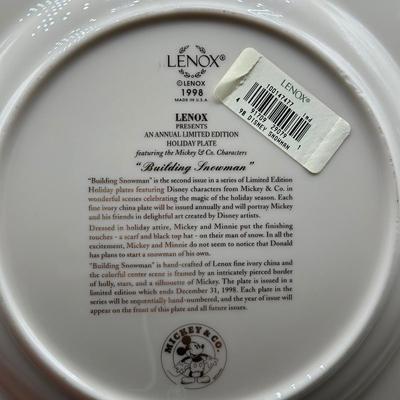 LENOX®
© LENOX
1998
MADE IN U.S.A.
LENOX
PRESENTS
AN ANNUAL LIMITED EDITION
HOLIDAY PLATE
featuring the Mickey & Co. Characters
"Building Snowman"
"Building Snowman" is the second issue in a series of Limited Edition
Holiday plates featuring Disney characters from Mickey & Co. in
wonderful scenes celebrating the magic of the holiday season. Each
fine ivory china plate will be issued annually and will portray Mickey
and his friends in delightful art created by Disney artists.
Dressed in holiday attire, Mickey and Minnie put the finishing
touches - a scarf and black top hat - on their man of snow. In all the
excitement, Mickey and Minnie do not seem to notice that Donald
has plans to start a snowman of his own.
"Building Snowman" is hand-crafted of Lenox fine ivory china and
the colorful center scene is framed by an intricately pierced border
of holly, stars, and a silhouette of Mickey. The plate is issued in a
limited edition which ends December 31, 1998. Each plate in the
series will be sequentially hand-numbered, and the year of issue will
appear on the front of this plate and all future issues.
MICKEY & CO.
LENOX®
100147477
98 DISNEY SNOWMAN